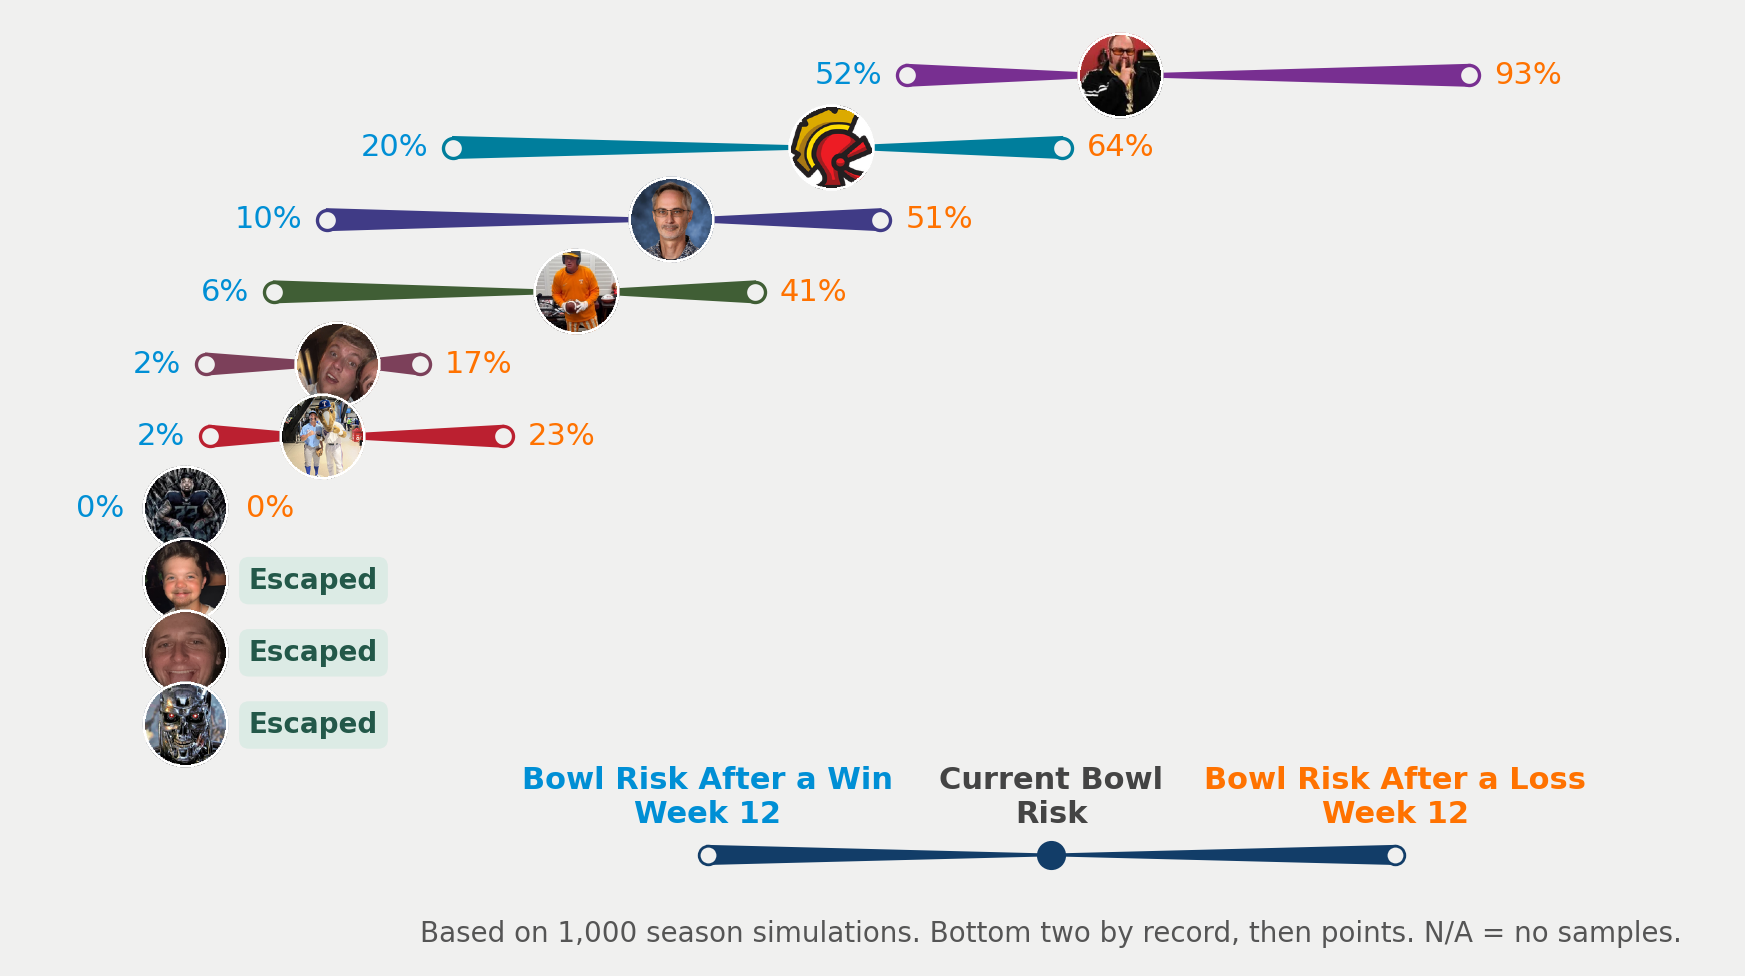 52% 93%
20% 64%
10% 51%
6% 41%
2% 17%
2% 23%
0% 0%
Escaped
Escaped
Escaped
Bowl Risk After a Win
Week 12
Current Bowl
Risk
Bowl Risk After a Loss
Week 12
Based on 1,000 season simulations. Bottom two by record, then points. N/A = no samples.